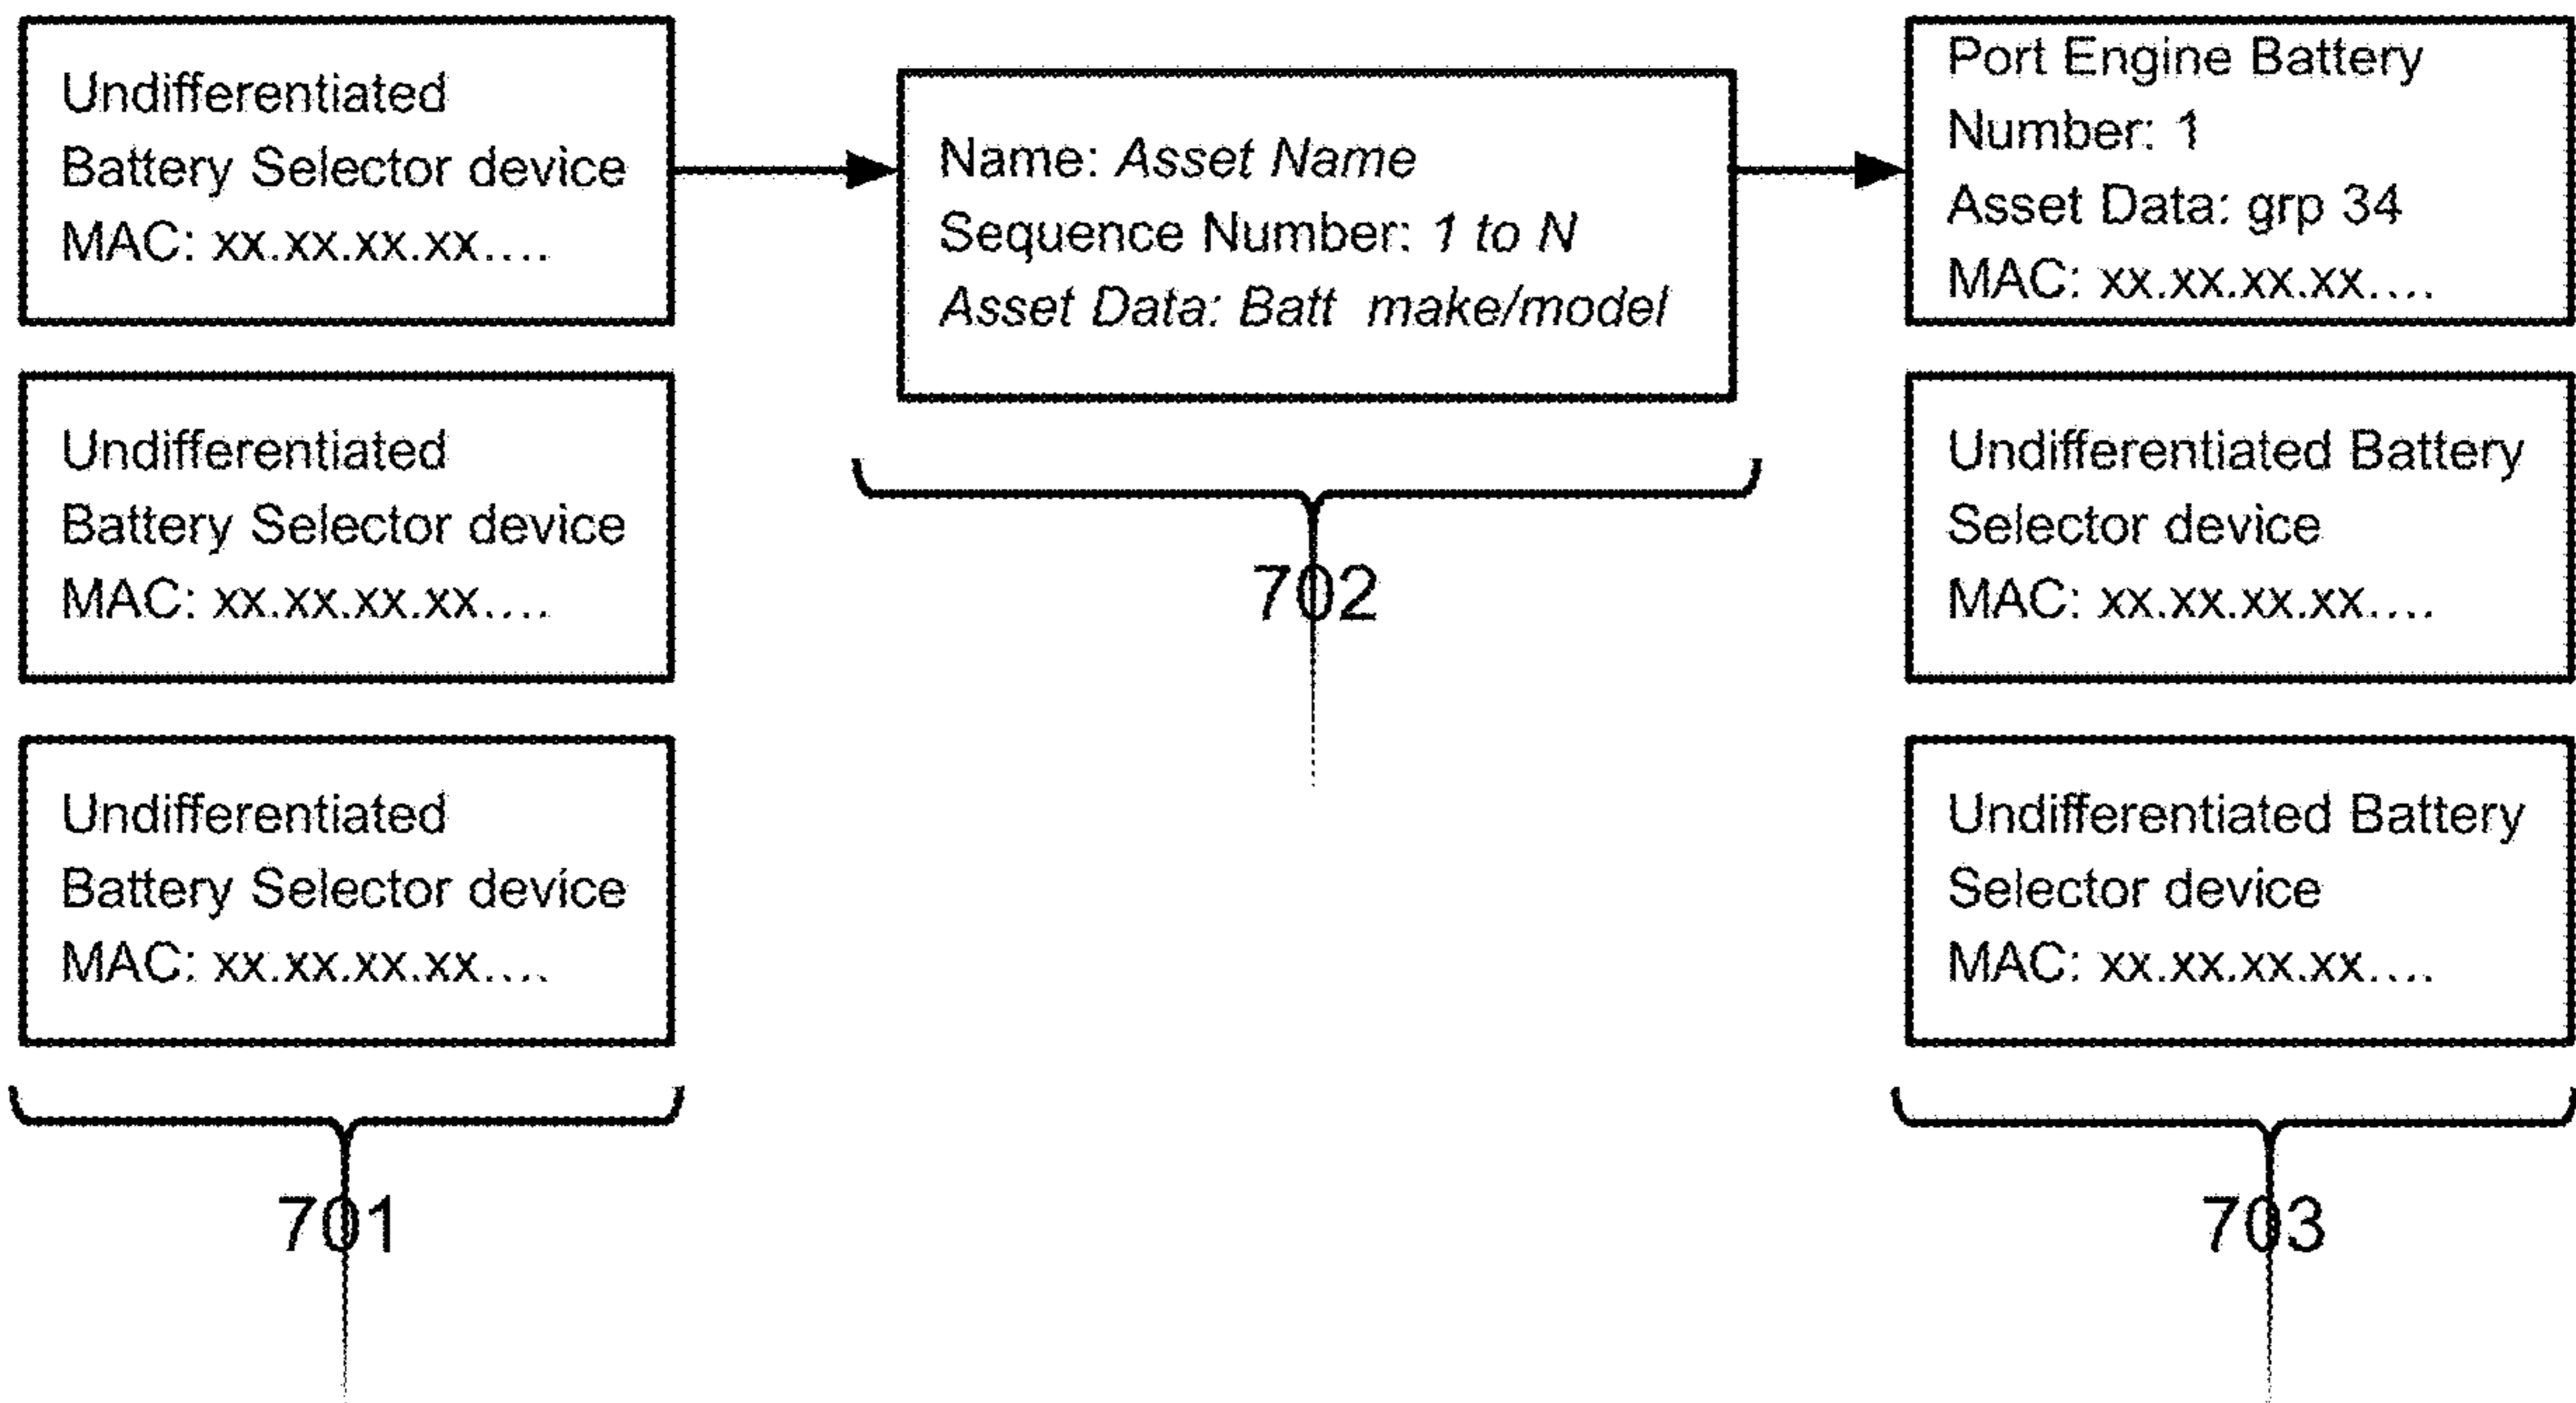 Undifferentiated
Battery Selector device
MAC: xx.xx.xx.xx....
Undifferentiated
Battery Selector device
MAC: xx.xx.xx.xx....
Undifferentiated
Battery Selector device
MAC: xx.xx.xx.xx....
701
Name: Asset Name
Sequence Number: 1 to N
Asset Data: Batt make/model
702
Port Engine Battery
Number: 1
Asset Data: grp 34
MAC: xx.xx.xx.xx....
Undifferentiated Battery
Selector device
MAC: xx.xx.xx.xx....
Undifferentiated Battery
Selector device
MAC: xx.xx.xx.xx....
703